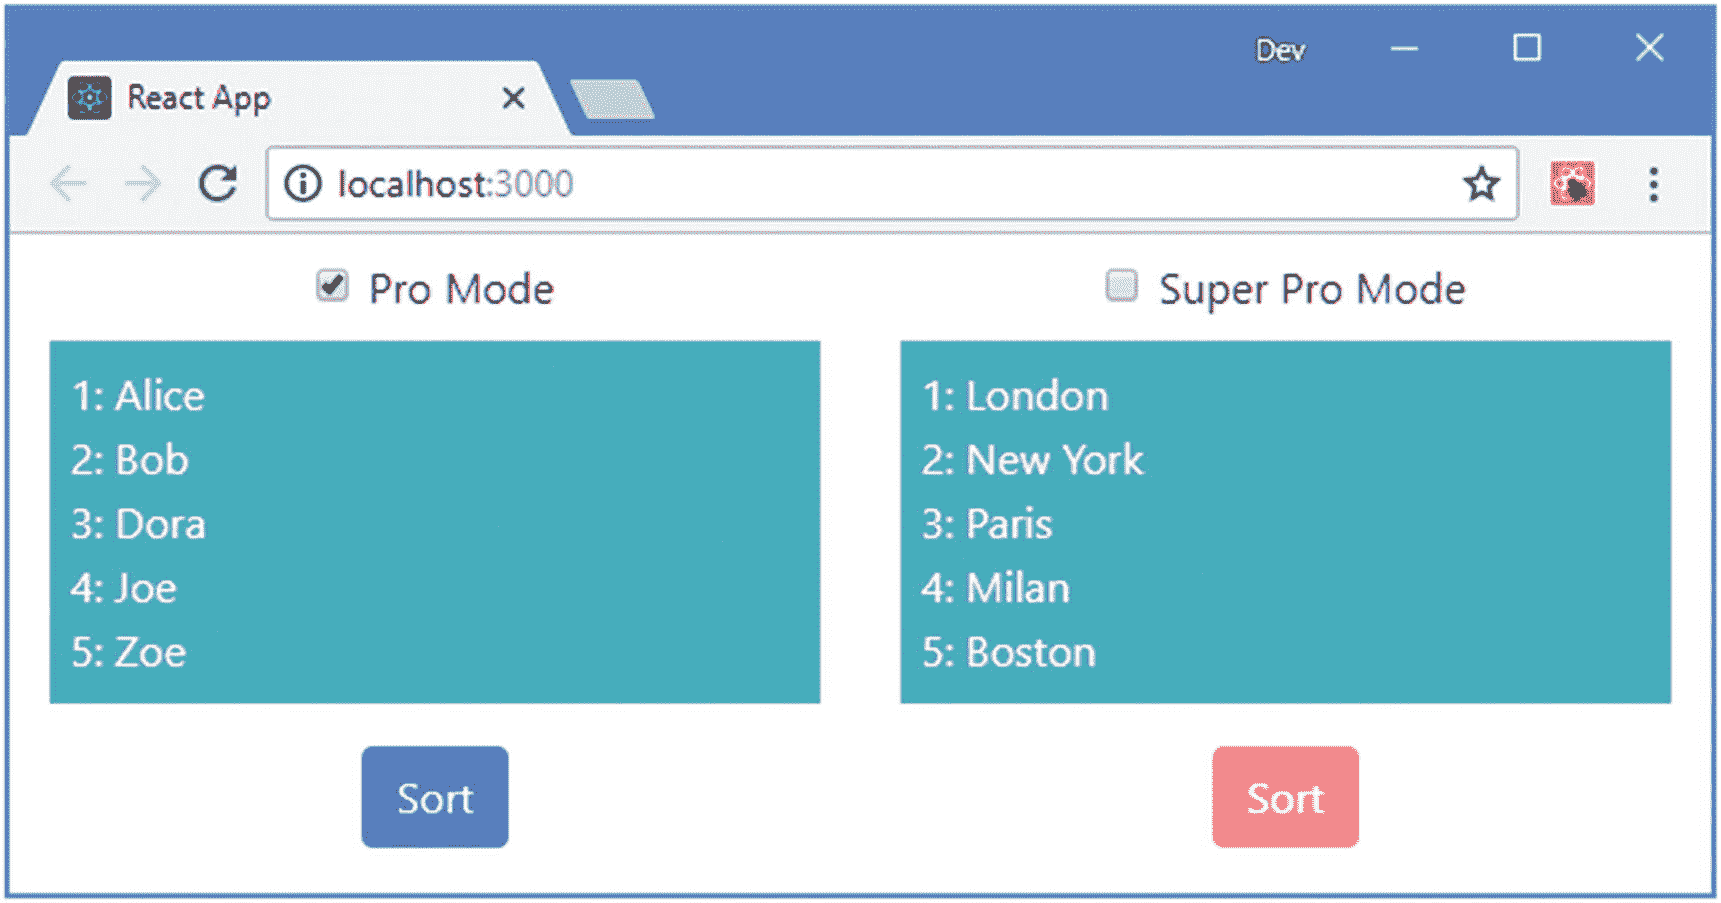 Dev
React App
localhost:3000
Pro Mode
1: Alice
2: Bob
3: Dora
4: Joe
5: Zoe
Sort
Super Pro Mode
1: London
2: New York
3: Paris
4: Milan
5: Boston
Sort